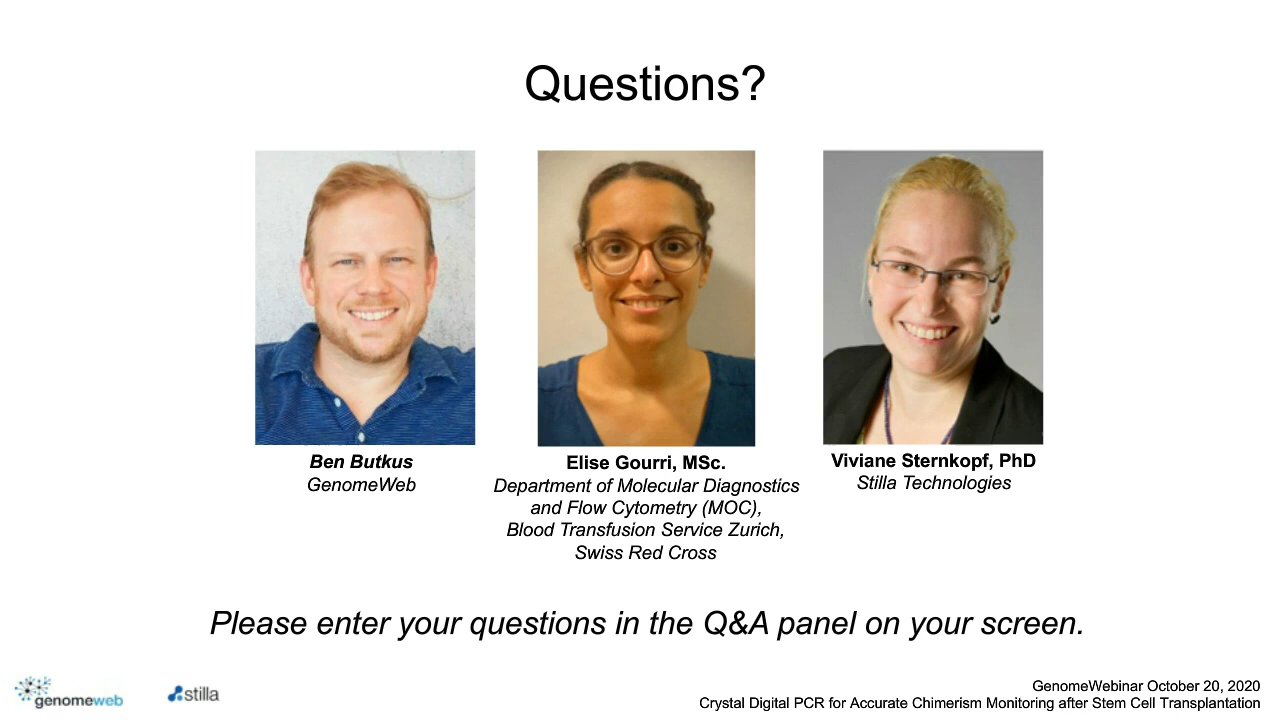 Questions?
Ben Butkus
GenomeWeb
Elise Gourri, MSc.
Department of Molecular Diagnostics
and Flow Cytometry (MOC),
Blood Transfusion Service Zurich,
Swiss Red Cross
Viviane Sternkopf, PhD
Stilla Technologies
Please enter your questions in the Q&A panel on your screen.
genomeweb
stilla
GenomeWebinar October 20, 2020
Crystal Digital PCR for Accurate Chimerism Monitoring after Stem Cell Transplantation